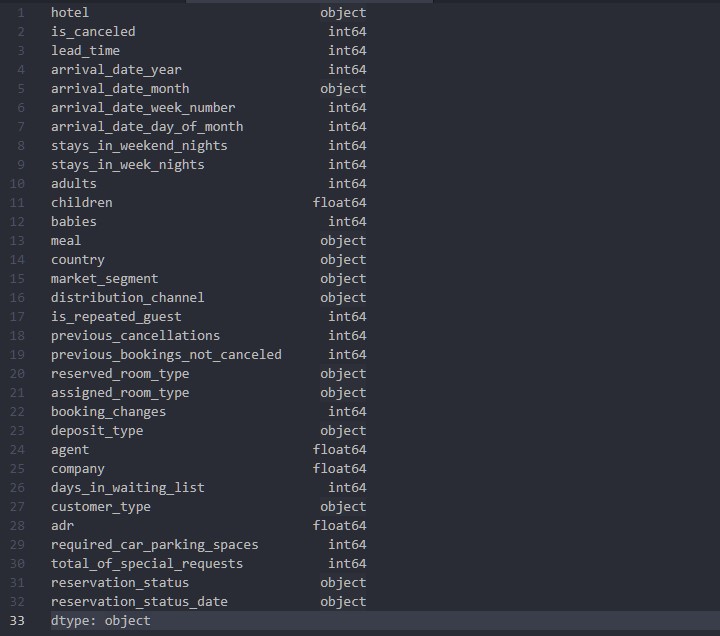 1 hotel object
2 is_canceled int64
3 lead_time int64
4 arrival_date_year int64
5 arrival_date_month object
6 arrival_date_week_number int64
7 arrival_date_day_of_month int64
8 stays_in_weekend_nights int64
9 stays_in_week_nights int64
10 adults int64
11 children float64
12 babies int64
13 meal object
14 country object
15 market_segment object
16 distribution_channel object
17 is_repeated_guest int64
18 previous_cancellations int64
19 previous_bookings_not_canceled int64
20 reserved_room_type object
21 assigned_room_type object
22 booking_changes int64
23 deposit_type object
24 agent float64
25 company float64
26 days_in_waiting_list int64
27 customer_type object
28 adr float64
29 required_car_parking_spaces int64
30 total_of_special_requests int64
31 reservation_status object
32 reservation_status_date object
33 dtype: object